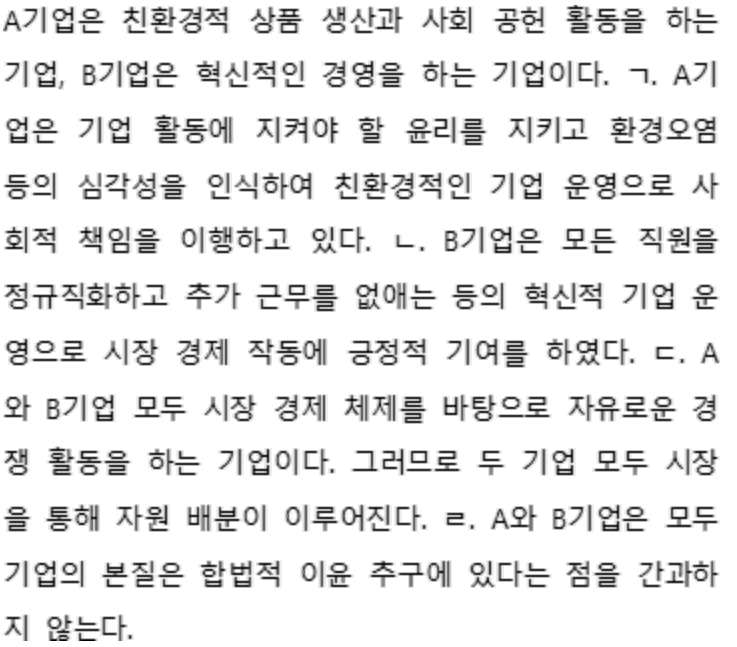 A기업은 친환경적 상품 생산과 사회 공헌 활동을 하는
기업, B기업은 혁신적인 경영을 하는 기업이다. ㄱ. A기
업은 기업 활동에 지켜야 할 윤리를 지키고 환경오염
등의 심각성을 인식하여 친환경적인 기업 운영으로 사
회적 책임을 이행하고 있다. ㄴ. B기업은 모든 직원을
정규직화하고 추가 근무를 없애는 등의 혁신적 기업 운
영으로 시장 경제 작동에 긍정적 기여를 하였다. ㄷ. A
와 B기업 모두 시장 경제 체제를 바탕으로 자유로운 경
쟁 활동을 하는 기업이다. 그러므로 두 기업 모두 시장
을 통해 자원 배분이 이루어진다. ㄹ. A와 B기업은 모두
기업의 본질은 합법적 이윤 추구에 있다는 점을 간과하
지 않는다.